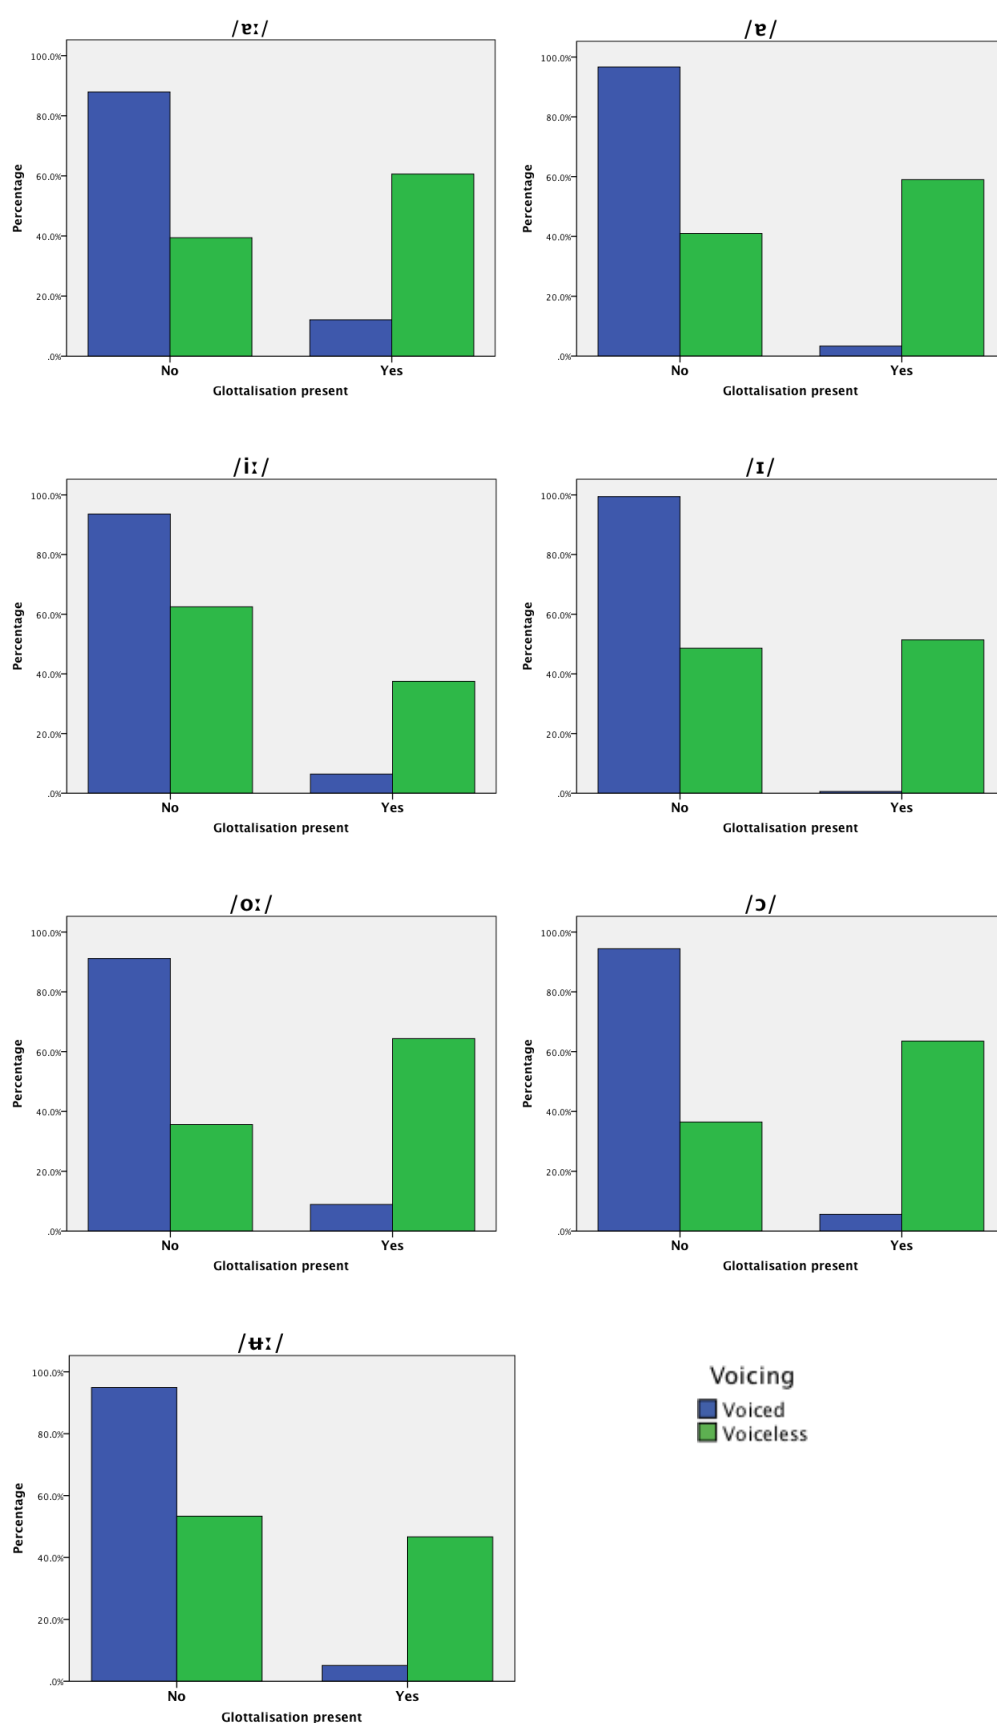 /ɐː/
100.0%
80.0%
60.0%
40.0%
20.0%
.0%
Percentage
No Yes
Glottalisation present
/ɐ/
100.0%
80.0%
60.0%
40.0%
20.0%
.0%
Percentage
No Yes
Glottalisation present
/iː/
100.0%
80.0%
60.0%
40.0%
20.0%
.0%
Percentage
No Yes
Glottalisation present
/ɪ/
100.0%
80.0%
60.0%
40.0%
20.0%
.0%
Percentage
No Yes
Glottalisation present
/oː/
100.0%
80.0%
60.0%
40.0%
20.0%
.0%
Percentage
No Yes
Glottalisation present
/ɔ/
100.0%
80.0%
60.0%
40.0%
20.0%
.0%
Percentage
No Yes
Glottalisation present
/ʉː/
100.0%
80.0%
60.0%
40.0%
20.0%
.0%
Percentage
No Yes
Glottalisation present
Voicing
Voiced
Voiceless